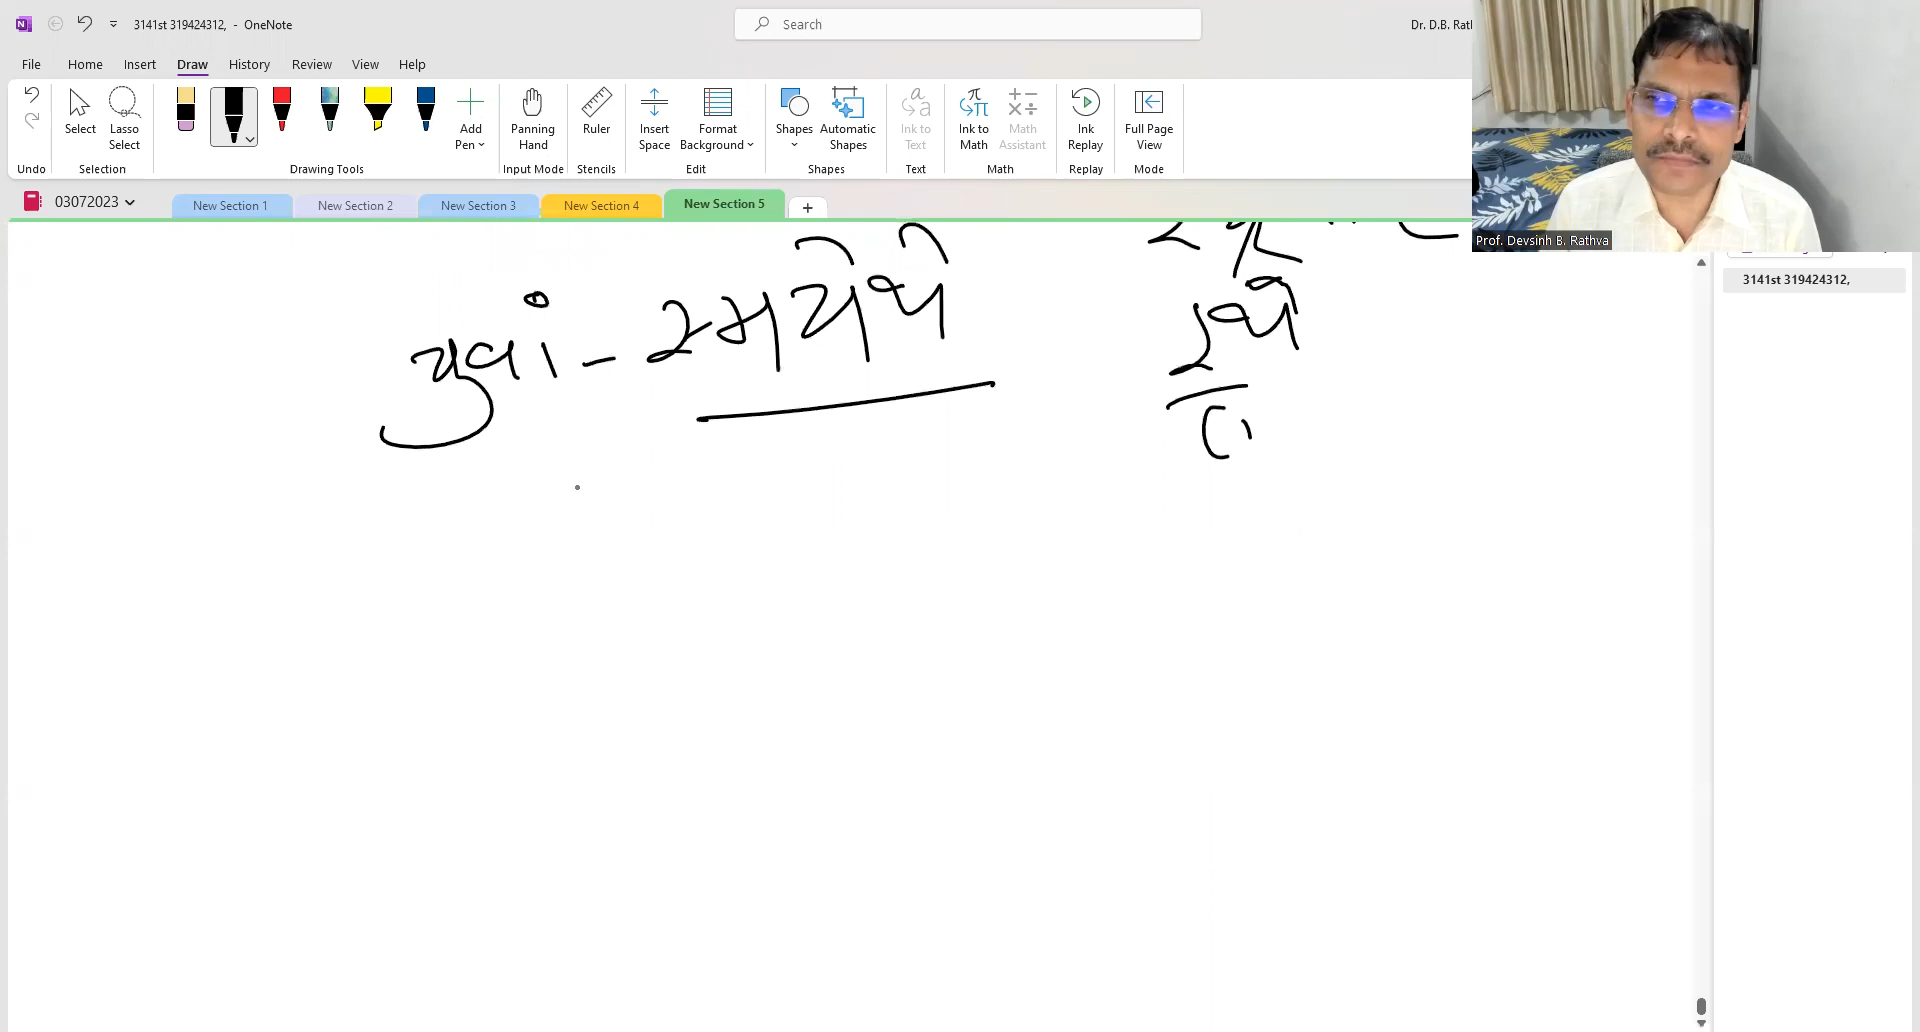 3141st 319424312, - OneNote
Search
Dr. D.B. Rath
File Home Insert Draw History Review View Help
Select
Lasso Select
Add Pen
Panning Hand
Ruler
Insert Space
Format Background
Shapes
Automatic Shapes
Ink to Text
Ink to Math
Math Assistant
Ink Replay
Full Page View
Undo Selection Drawing Tools Input Mode Stencils Edit Shapes Text Math Replay Mode
03072023 New Section 1 New Section 2 New Section 3 New Section 4 New Section 5
Prof. Devsinh B. Rathva
3141st 319424312,